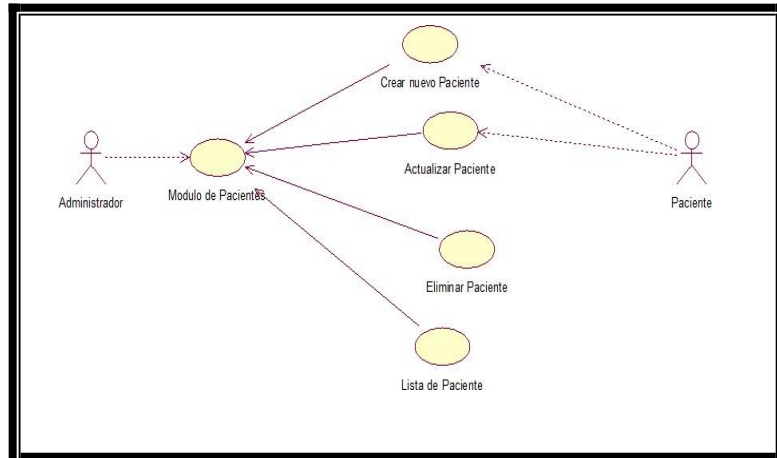 Crear nuevo Paciente
Actualizar Paciente
Administrador
Modulo de Pacientes
Paciente
Eliminar Paciente
Lista de Paciente